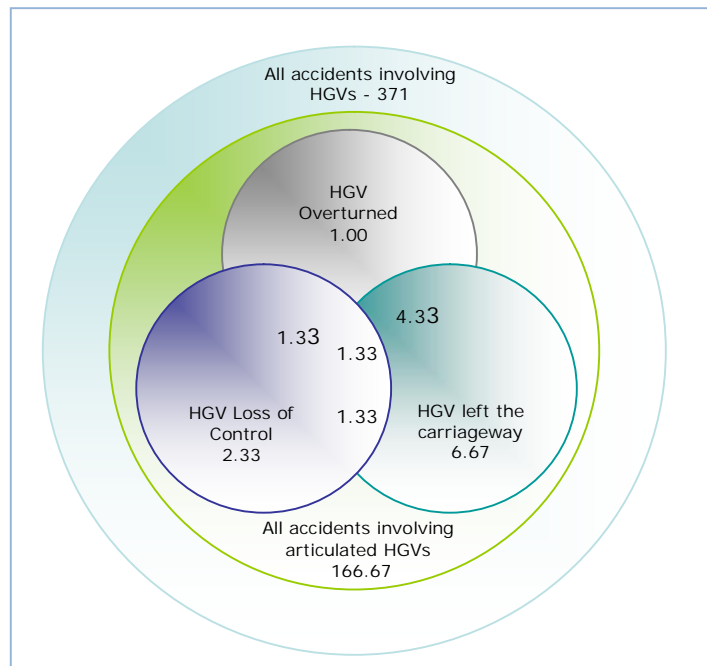 All accidents involving
HGVs - 371
HGV
Overturned
1.00
4.33
1.33
1.33
1.33
HGV Loss of
Control
2.33
HGV left the
carriageway
6.67
All accidents involving
articulated HGVs
166.67